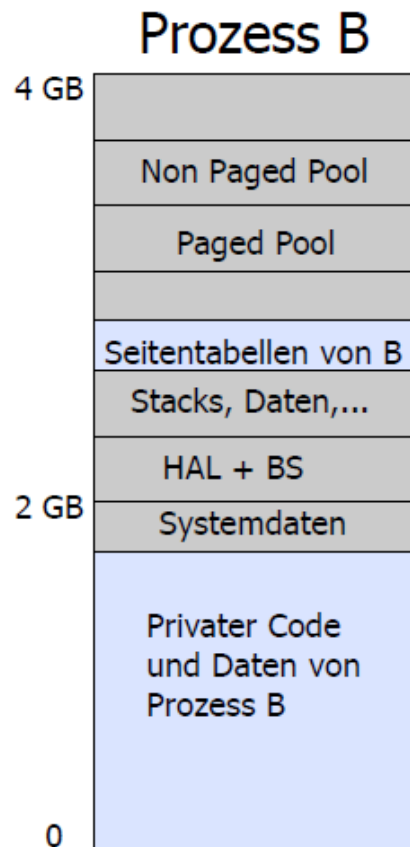 Prozess B
4 GB
Non Paged Pool
Paged Pool
Seitentabellen von B
Stacks, Daten,...
HAL + BS
2 GB
Systemdaten
Privater Code
und Daten von
Prozess B
0